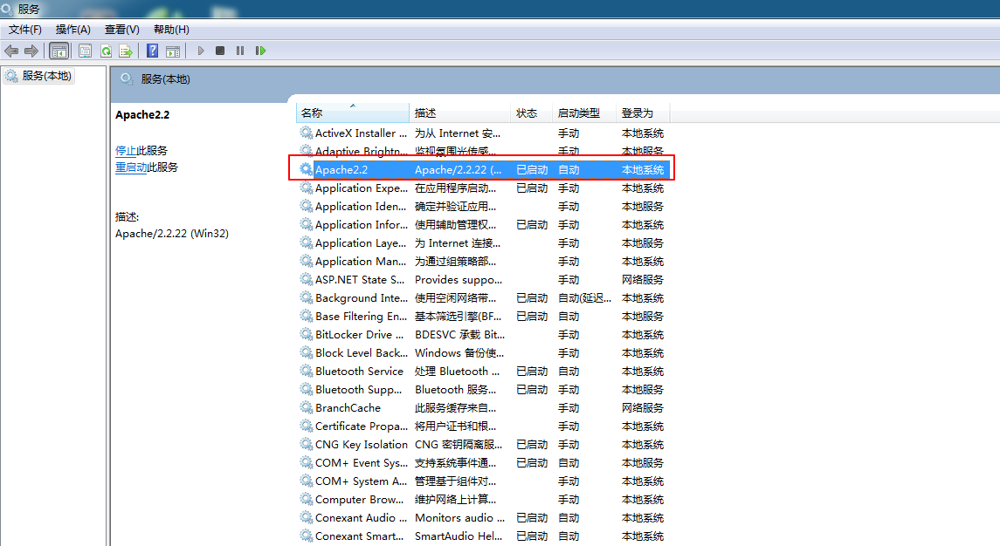 服务
文件(F) 操作(A) 查看(V) 帮助(H)
服务(本地)
服务(本地)
Apache2.2
停止此服务
重启动此服务
描述:
Apache/2.2.22 (Win32)
名称 描述 状态 启动类型 登录为
ActiveX Installer ... 为从 Internet 安... 手动 本地系统
Adaptive Brightn... 监视氛围光传感... 手动 本地服务
Apache2.2 Apache/2.2.22 (... 已启动 自动 本地系统
Application Expe... 在应用程序启动... 已启动 手动 本地系统
Application Iden... 确定并验证应用... 手动 本地服务
Application Infor... 使用辅助管理权... 已启动 手动 本地系统
Application Laye... 为 Internet 连接... 手动 本地服务
Application Man... 为通过组策略部... 手动 本地系统
ASP.NET State S... Provides suppo... 手动 网络服务
Background Inte... 使用空闲网络带... 已启动 自动(延迟... 本地系统
Base Filtering En... 基本筛选引擎(BF... 已启动 自动 本地服务
BitLocker Drive ... BDESVC 承载 Bit... 手动 本地系统
Block Level Back... Windows 备份使... 手动 本地系统
Bluetooth Service 处理 Bluetooth ... 已启动 自动 本地系统
Bluetooth Supp... Bluetooth 服务... 已启动 手动 本地服务
BranchCache 此服务缓存来自... 手动 网络服务
Certificate Propa... 将用户证书和根... 手动 本地系统
CNG Key Isolation CNG 密钥隔离服... 已启动 手动 本地系统
COM+ Event Sys... 支持系统事件通... 已启动 自动 本地服务
COM+ System A... 管理基于组件对... 手动 本地系统
Computer Brow... 维护网络上计算... 手动 本地系统
Conexant Audio ... Monitors audio ... 已启动 自动 本地系统
Conexant Smart... SmartAudio Hel... 已启动 自动 本地系统